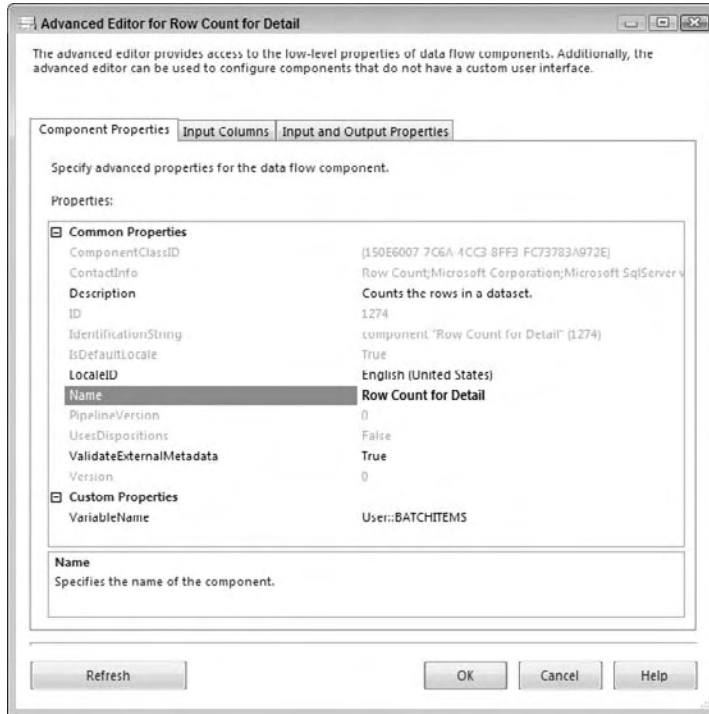 Advanced Editor for Row Count for Detail
The advanced editor provides access to the low-level properties of data flow components. Additionally, the
advanced editor can be used to configure components that do not have a custom user interface.
Component Properties Input Columns Input and Output Properties
Specify advanced properties for the data flow component.
Properties:
Common Properties
ComponentClassID {150E6007 7C6A 4CC3 8FF3 FC73783A972E}
ContactInfo Row Count;Microsoft Corporation;Microsoft SqlServer v
Description Counts the rows in a dataset.
ID 1274
IdentificationString component "Row Count for Detail" (1274)
IsDefaultLocale True
LocaleID English (United States)
Name Row Count for Detail
PipelineVersion 0
UsesDispositions False
ValidateExternalMetadata True
Version 0
Custom Properties
VariableName User::BATCHITEMS
Name
Specifies the name of the component.
Refresh OK Cancel Help